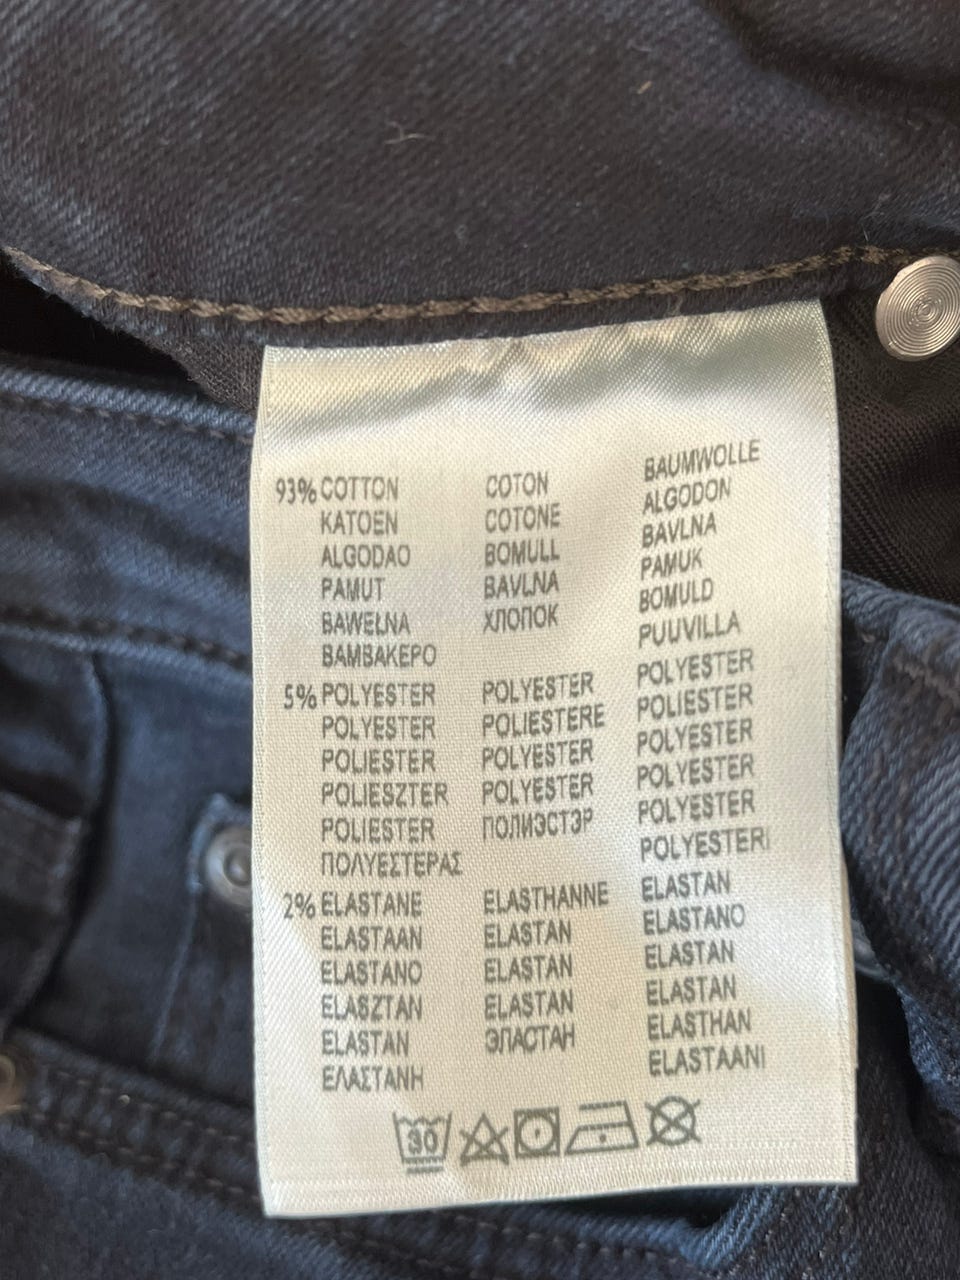 93% COTTON COTON BAUMWOLLE
KATOEN COTONE ALGODON
ALGODAO BOMULL BAVLNA
PAMUT BAVLNA PAMUK
BAWEŁNA ХЛОПОК BOMULD
ΒΑΜΒΑΚΕΡΟ PUUVILLA
5% POLYESTER POLYESTER POLYESTER
POLYESTER POLIESTERE POLIESTER
POLIESTER POLYESTER POLYESTER
POLIESZTER POLYESTER POLYESTER
POLIESTER ПОЛИЭСТЭР POLYESTER
ΠΟΛΥΕΣΤΕΡΑΣ POLYESTERI
2% ELASTANE ELASTHANNE ELASTAN
ELASTAAN ELASTAN ELASTANO
ELASTANO ELASTAN ELASTAN
ELASZTAN ELASTAN ELASTAN
ELASTAN ЭЛАСТАН ELASTHAN
ΕΛΑΣΤΑΝΗ ELASTAANI
30